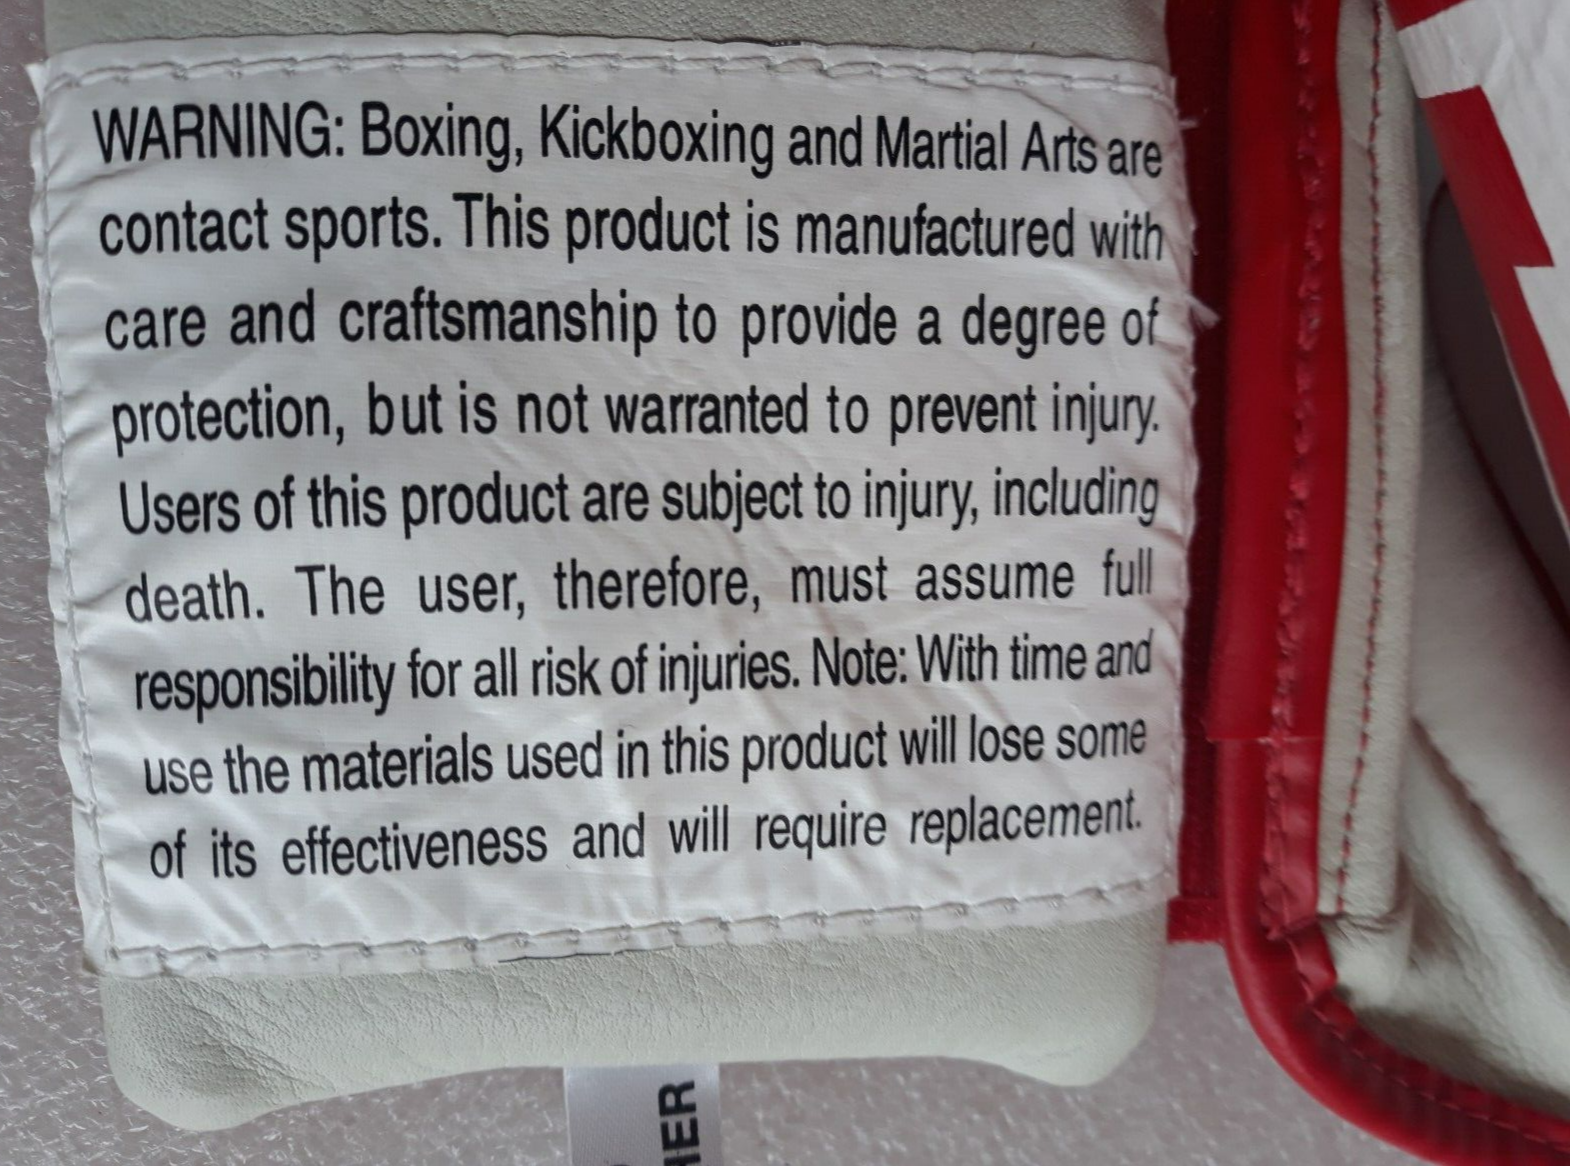 WARNING: Boxing, Kickboxing and Martial Arts are
contact sports. This product is manufactured with
care and craftsmanship to provide a degree of
protection, but is not warranted to prevent injury.
Users of this product are subject to injury, including
death. The user, therefore, must assume full
responsibility for all risk of injuries. Note: With time and
use the materials used in this product will lose some
of its effectiveness and will require replacement.